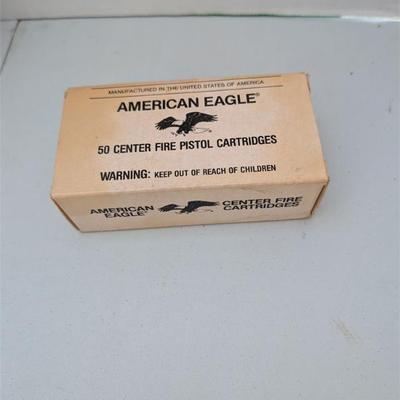 MANUFACTURED IN THE UNITED STATES OF AMERICA
AMERICAN EAGLE®
50 CENTER FIRE PISTOL CARTRIDGES
WARNING: KEEP OUT OF REACH OF CHILDREN
AMERICAN EAGLE® CENTER FIRE CARTRIDGES